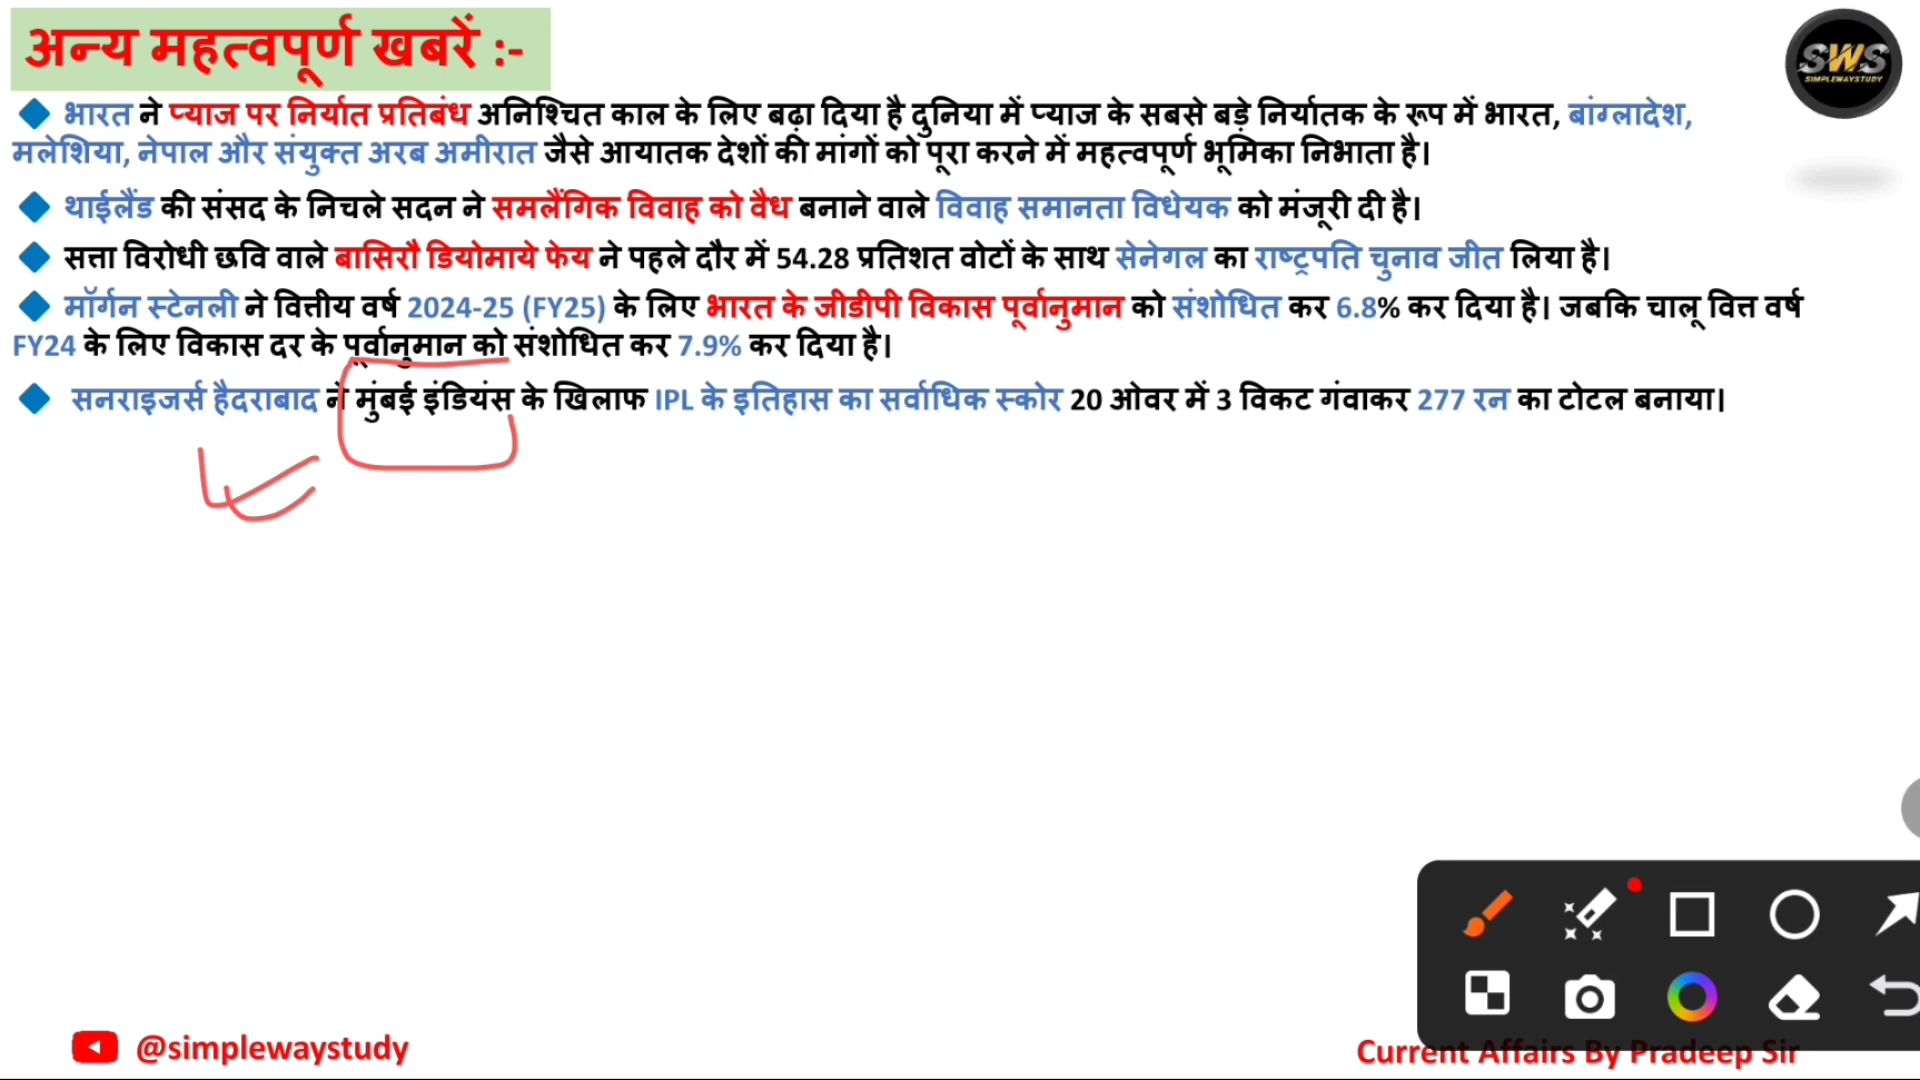 अन्य महत्वपूर्ण खबरें :-
SWS
SIMPLEWAYSTUDY
भारत ने प्याज पर निर्यात प्रतिबंध अनिश्चित काल के लिए बढ़ा दिया है दुनिया में प्याज के सबसे बड़े निर्यातक के रूप में भारत, बांग्लादेश,
मलेशिया, नेपाल और संयुक्त अरब अमीरात जैसे आयातक देशों की मांगों को पूरा करने में महत्वपूर्ण भूमिका निभाता है।
थाईलैंड की संसद के निचले सदन ने समलैंगिक विवाह को वैध बनाने वाले विवाह समानता विधेयक को मंजूरी दी है।
सत्ता विरोधी छवि वाले बासिरौ डियोमाये फेय ने पहले दौर में 54.28 प्रतिशत वोटों के साथ सेनेगल का राष्ट्रपति चुनाव जीत लिया है।
मॉर्गन स्टेनली ने वित्तीय वर्ष 2024-25 (FY25) के लिए भारत के जीडीपी विकास पूर्वानुमान को संशोधित कर 6.8% कर दिया है। जबकि चालू वित्त वर्ष
FY24 के लिए विकास दर के पूर्वानुमान को संशोधित कर 7.9% कर दिया है।
सनराइजर्स हैदराबाद ने मुंबई इंडियंस के खिलाफ IPL के इतिहास का सर्वाधिक स्कोर 20 ओवर में 3 विकट गंवाकर 277 रन का टोटल बनाया।
@simplewaystudy
Current Affairs By Pradeep Sir